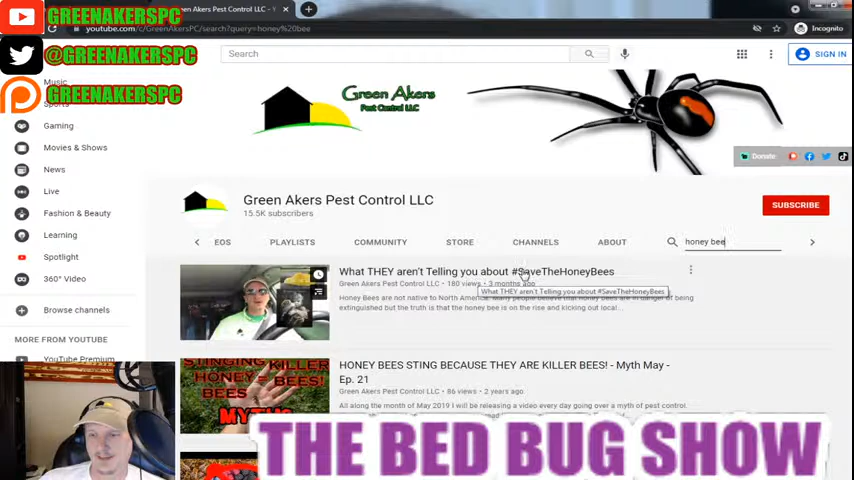 Green Akers Pest Control LLC - Y
youtube.com/c/GreenAkersPC/search?query=honey%20bee
Incognito
GREENAKERSPC
@GREENAKERSPC
GREENAKERSPC
Search
SIGN IN
Music
Sports
Gaming
Movies & Shows
News
Live
Fashion & Beauty
Learning
Spotlight
360° Video
Browse channels
MORE FROM YOUTUBE
YouTube Premium
Green Akers
Pest Control LLC
Donate
Green Akers Pest Control LLC
15.5K subscribers
SUBSCRIBE
EOS
PLAYLISTS
COMMUNITY
STORE
CHANNELS
ABOUT
honey bee
What THEY aren't Telling you about #SaveTheHoneyBees
Green Akers Pest Control LLC • 180 views • 3 months ago
What THEY aren't Telling you about #SaveTheHoneyBees
Honey Bees are not native to North America. Many people believe that honey bees are in danger of being
extinguished but the truth is that the honey bee is on the rise and kicking out local...
STINGING KILLER
HONEY = BEES!
BEES
MYTH
HONEY BEES STING BECAUSE THEY ARE KILLER BEES! - Myth May -
Ep. 21
Green Akers Pest Control LLC • 86 views • 2 years ago
All along the month of May 2019 I will be releasing a video every day going over a myth of pest control.
THE BED BUG SHOW